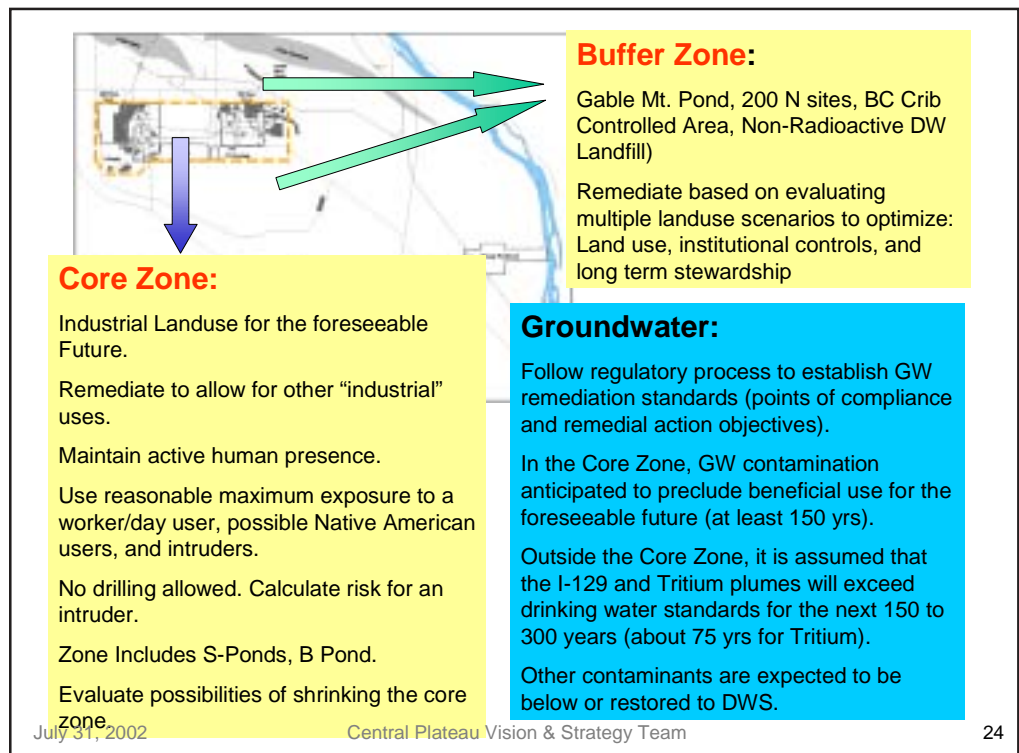 Buffer Zone:
Gable Mt. Pond, 200 N sites, BC Crib
Controlled Area, Non-Radioactive DW
Landfill)
Remediate based on evaluating
multiple landuse scenarios to optimize:
Land use, institutional controls, and
long term stewardship
Core Zone:
Industrial Landuse for the foreseeable
Future.
Remediate to allow for other “industrial”
uses.
Maintain active human presence.
Use reasonable maximum exposure to a
worker/day user, possible Native American
users, and intruders.
No drilling allowed. Calculate risk for an
intruder.
Zone Includes S-Ponds, B Pond.
Evaluate possibilities of shrinking the core
zone.
Groundwater:
Follow regulatory process to establish GW
remediation standards (points of compliance
and remedial action objectives).
In the Core Zone, GW contamination
anticipated to preclude beneficial use for the
foreseeable future (at least 150 yrs).
Outside the Core Zone, it is assumed that
the I-129 and Tritium plumes will exceed
drinking water standards for the next 150 to
300 years (about 75 yrs for Tritium).
Other contaminants are expected to be
below or restored to DWS.
July 31, 2002
Central Plateau Vision & Strategy Team
24